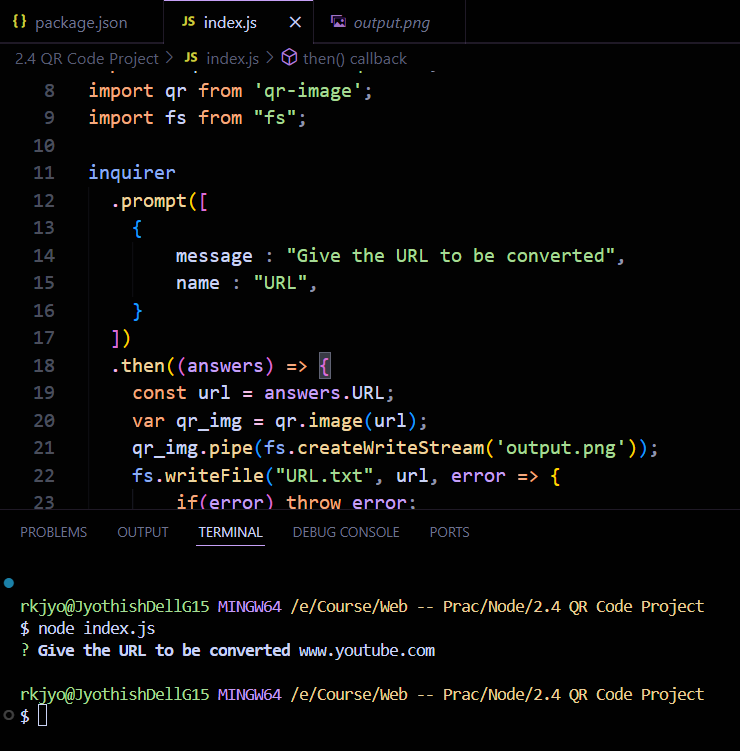 {} package.json JS index.js × output.png
2.4 QR Code Project > JS index.js > then() callback
8 import qr from 'qr-image';
9 import fs from "fs";
10
11 inquirer
12 .prompt([
13 {
14 message : "Give the URL to be converted",
15 name : "URL",
16 }
17 ])
18 .then((answers) => {
19 const url = answers.URL;
20 var qr_img = qr.image(url);
21 qr_img.pipe(fs.createWriteStream('output.png'));
22 fs.writeFile("URL.txt", url, error => {
23 if(error) throw error;
PROBLEMS OUTPUT TERMINAL DEBUG CONSOLE PORTS
rkjyo@JyothishDellG15 MINGW64 /e/Course/Web -- Prac/Node/2.4 QR Code Project
$ node index.js
? Give the URL to be converted www.youtube.com
rkjyo@JyothishDellG15 MINGW64 /e/Course/Web -- Prac/Node/2.4 QR Code Project
$